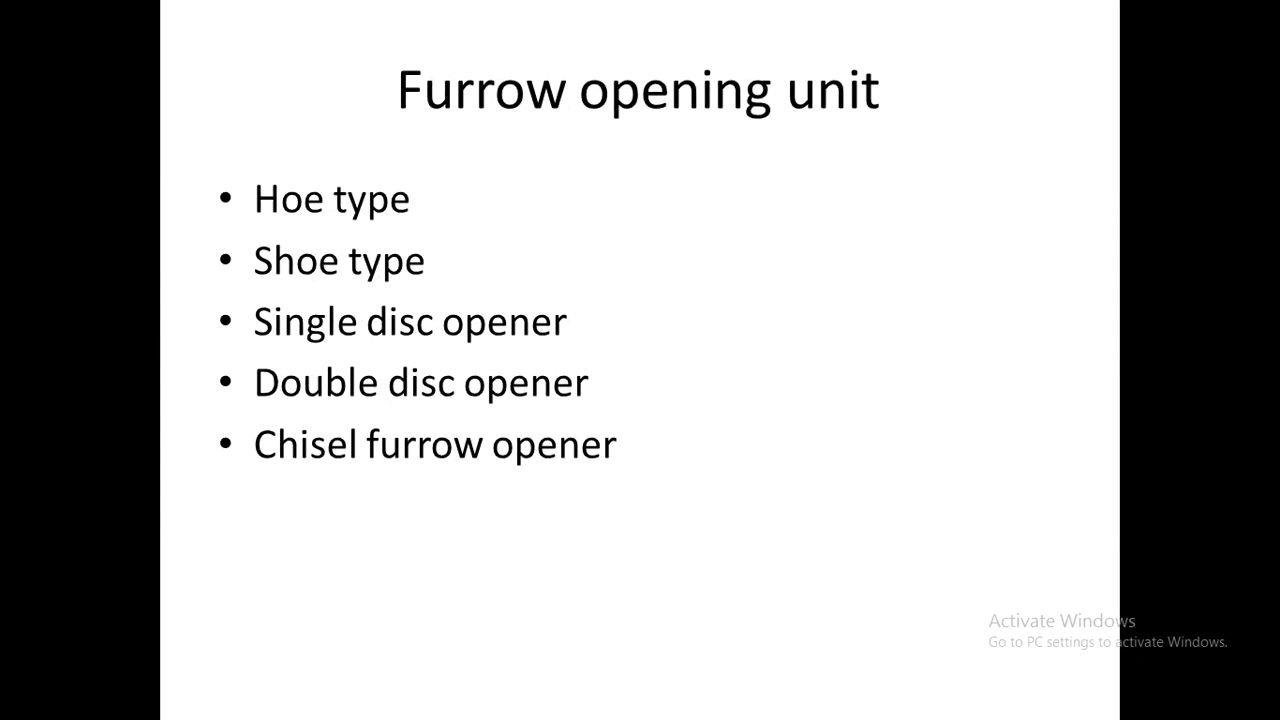 Furrow opening unit
• Hoe type
• Shoe type
• Single disc opener
• Double disc opener
• Chisel furrow opener
Activate Windows
Go to PC settings to activate Windows.